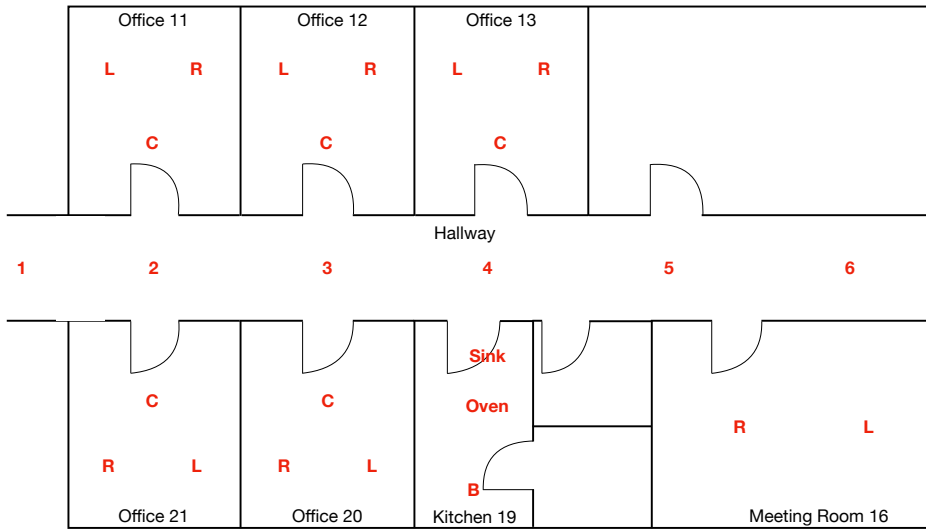 Office 11 Office 12 Office 13
L R L R L R
C C C
Hallway
1 2 3 4 5 6
Sink
C C Oven
R L
R L R L
B
Office 21 Office 20 Kitchen 19 Meeting Room 16